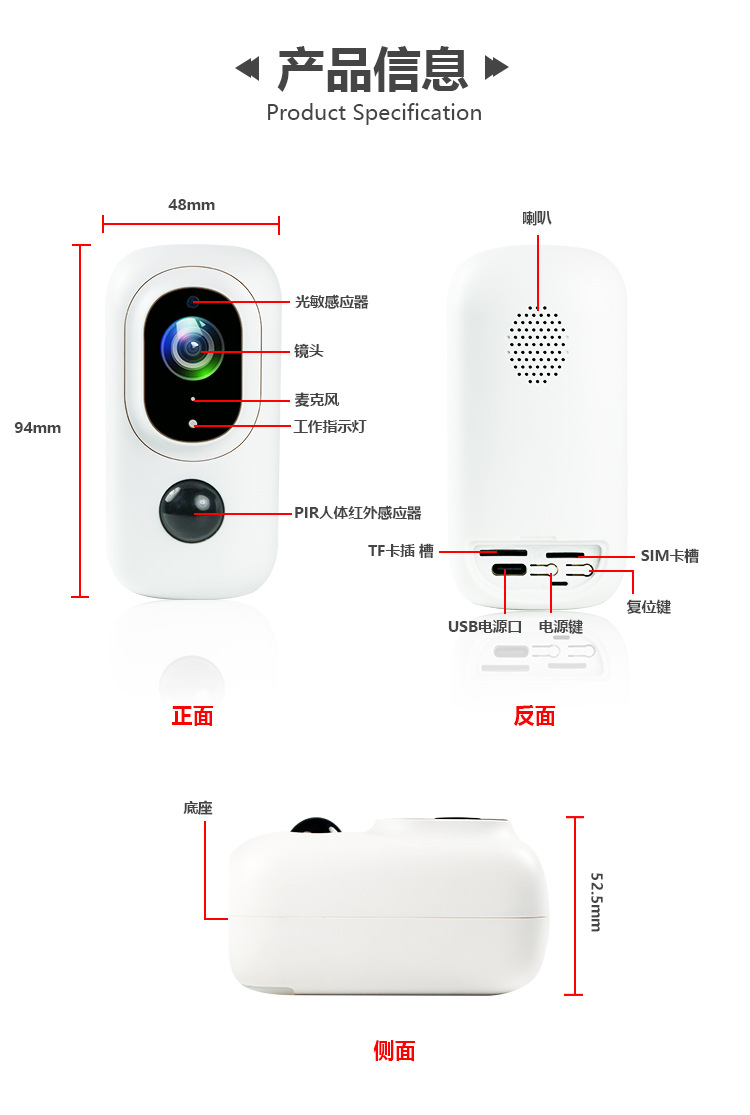 产品信息
Product Specification
48mm
喇叭
光敏感应器
镜头
麦克风
94mm
工作指示灯
PIR人体红外感应器
TF卡插 槽
SIM卡槽
复位键
USB电源口
电源键
正面
反面
底座
52.5mm
侧面